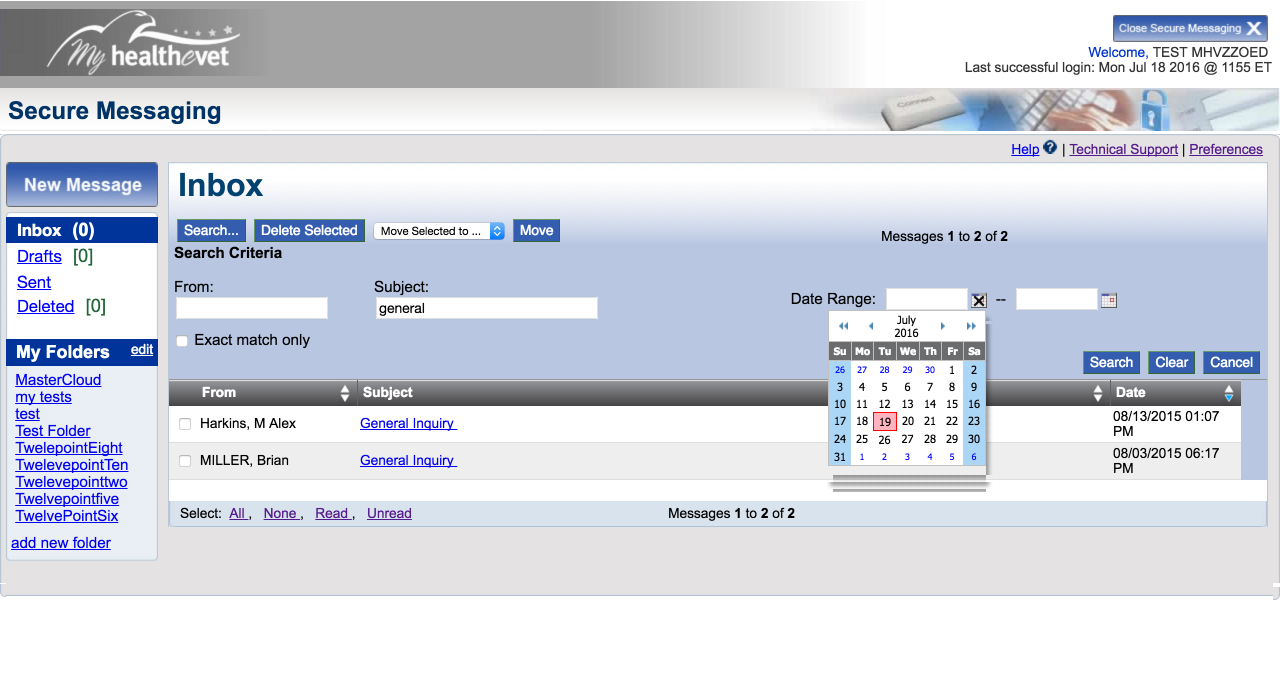 My healthevet
Close Secure Messaging X
Welcome, TEST MHVZZOED
Last successful login: Mon Jul 18 2016 @ 1155 ET
Secure Messaging
Connect
Help ? | Technical Support | Preferences
New Message
Inbox (0)
Drafts [0]
Sent
Deleted [0]
My Folders edit
MasterCloud
my tests
test
Test Folder
TwelepointEight
TwelevepointTen
Twelevepointtwo
Twelvepointfive
TwelvePointSix
add new folder
Inbox
Search... Delete Selected Move Selected to ... Move
Messages 1 to 2 of 2
Search Criteria
From: Subject: Date Range: --
general
Exact match only
July
2016
Su Mo Tu We Th Fr Sa
26 27 28 29 30 1 2
3 4 5 6 7 8 9
10 11 12 13 14 15 16
17 18 19 20 21 22 23
24 25 26 27 28 29 30
31 1 2 3 4 5 6
Search Clear Cancel
From Subject Date
Harkins, M Alex General Inquiry 08/13/2015 01:07
PM
MILLER, Brian General Inquiry 08/03/2015 06:17
PM
Select: All , None , Read , Unread Messages 1 to 2 of 2